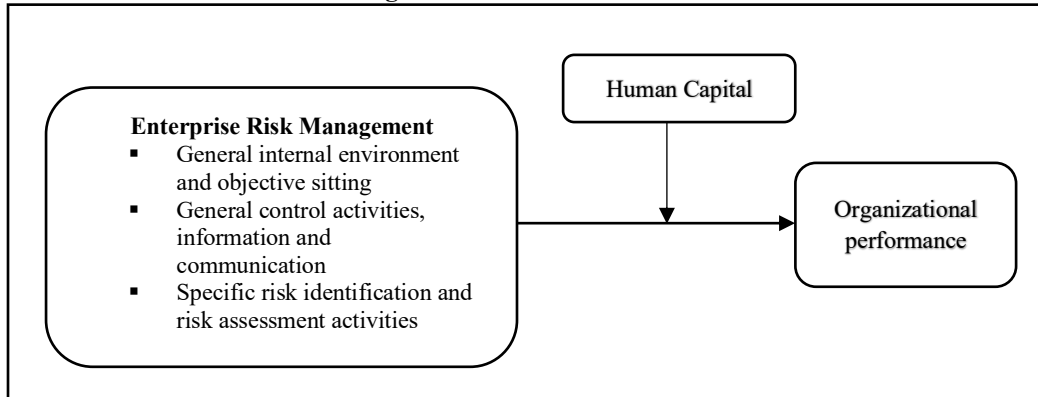 Human Capital
Enterprise Risk Management
▪ General internal environment
and objective sitting
▪ General control activities,
information and
communication
▪ Specific risk identification and
risk assessment activities
Organizational
performance